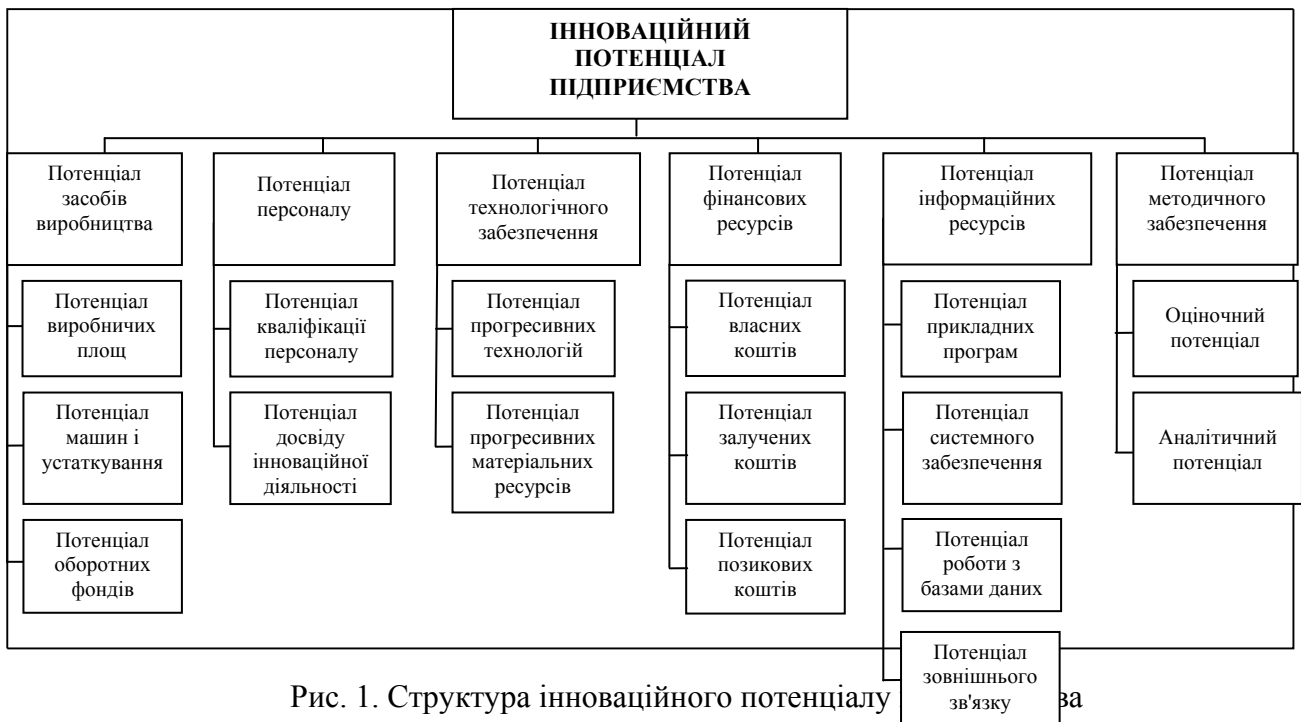 ІННОВАЦІЙНИЙ
ПОТЕНЦІАЛ
ПІДПРИЄМСТВА
Потенціал
засобів
виробництва
Потенціал
виробничих
площ
Потенціал
машин і
устаткування
Потенціал
оборотних
фондів
Потенціал
персоналу
Потенціал
кваліфікації
персоналу
Потенціал
досвіду
інноваційної
діяльності
Потенціал
технологічного
забезпечення
Потенціал
прогресивних
технологій
Потенціал
прогресивних
матеріальних
ресурсів
Потенціал
фінансових
ресурсів
Потенціал
власних
коштів
Потенціал
залучених
коштів
Потенціал
позикових
коштів
Потенціал
інформаційних
ресурсів
Потенціал
прикладних
програм
Потенціал
системного
забезпечення
Потенціал
роботи з
базами даних
Потенціал
зовнішнього
зв'язку
Потенціал
методичного
забезпечення
Оціночний
потенціал
Аналітичний
потенціал
Рис. 1. Структура інноваційного потенціалу